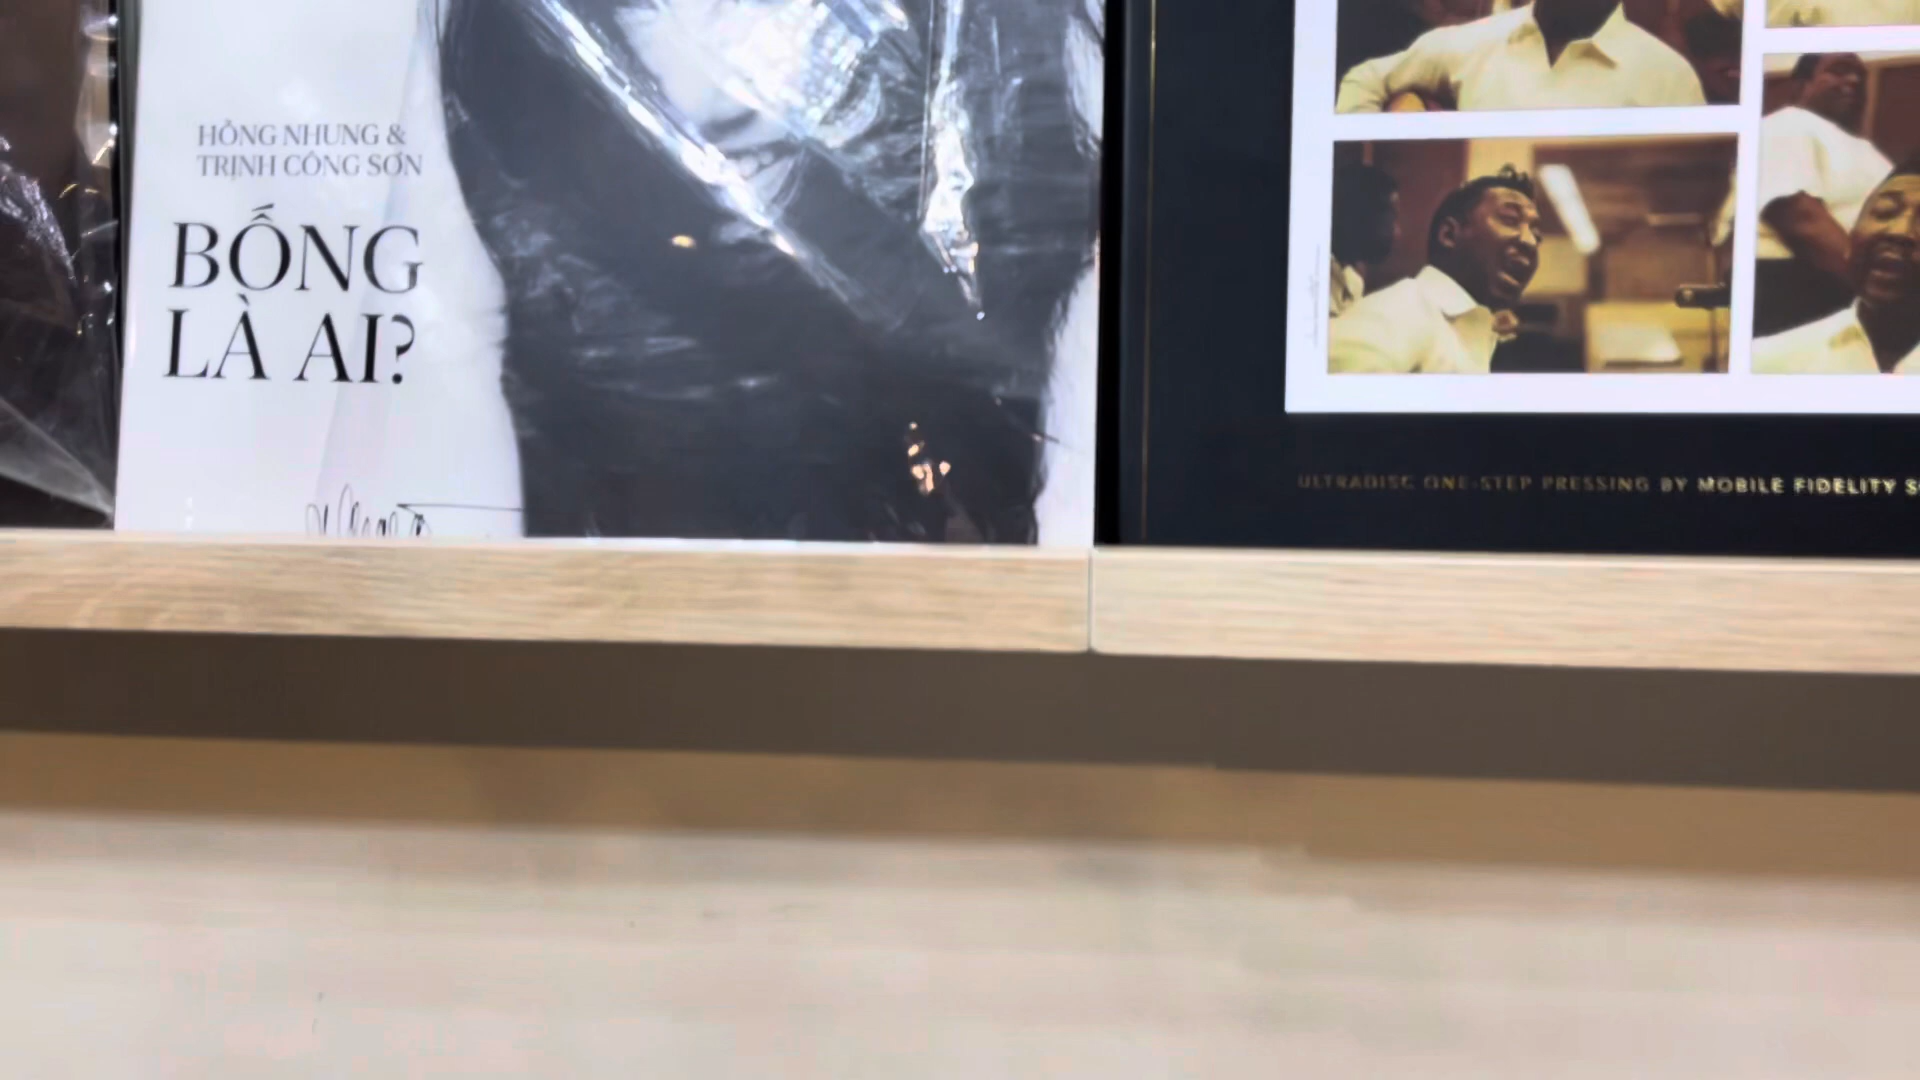 HỒNG NHUNG &
TRỊNH CÔNG SƠN
BỐNG
LÀ AI?
ULTRADISC ONE-STEP PRESSING BY MOBILE FIDELITY